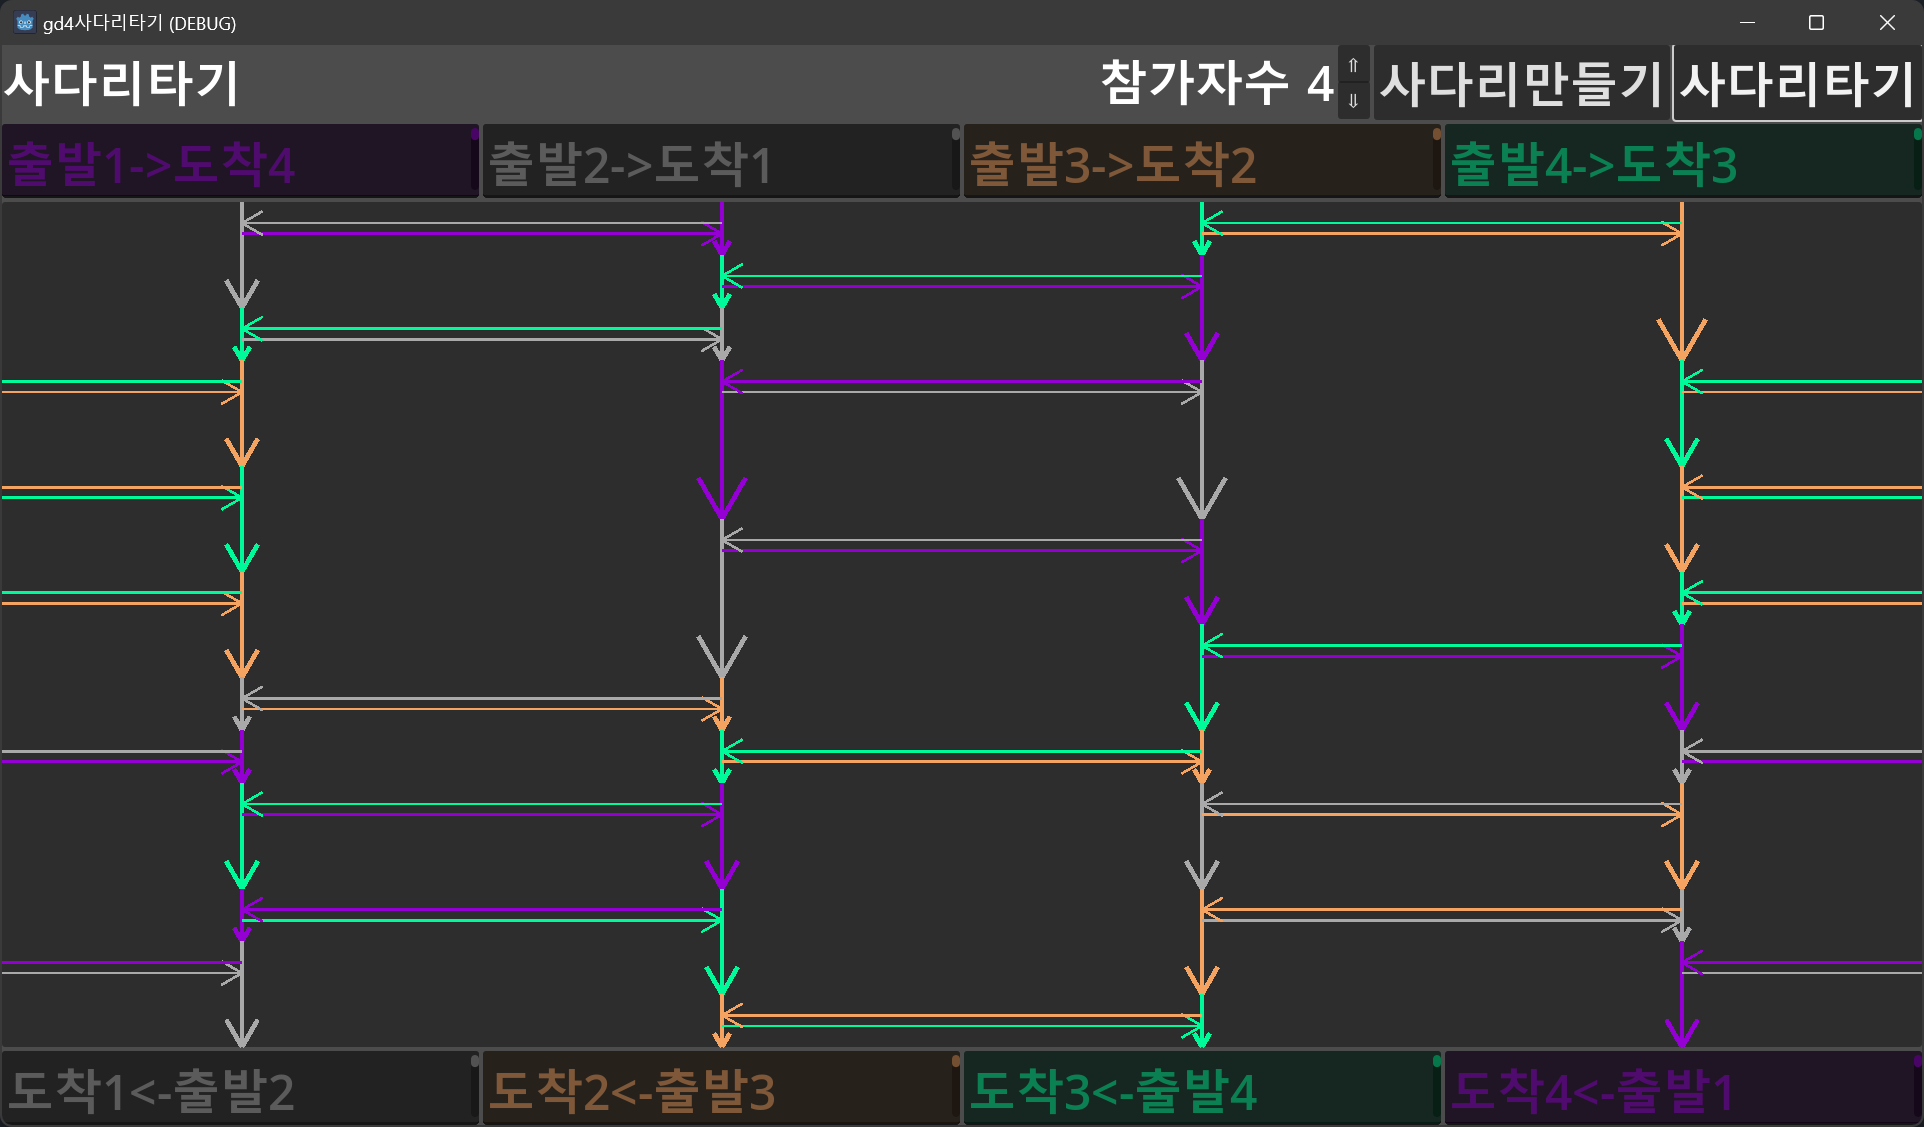 gd4사다리타기 (DEBUG)
사다리타기 참가자수 4 ⇑ ⇓ 사다리만들기 사다리타기
출발1->도착4 출발2->도착1 출발3->도착2 출발4->도착3
도착1<-출발2 도착2<-출발3 도착3<-출발4 도착4<-출발1